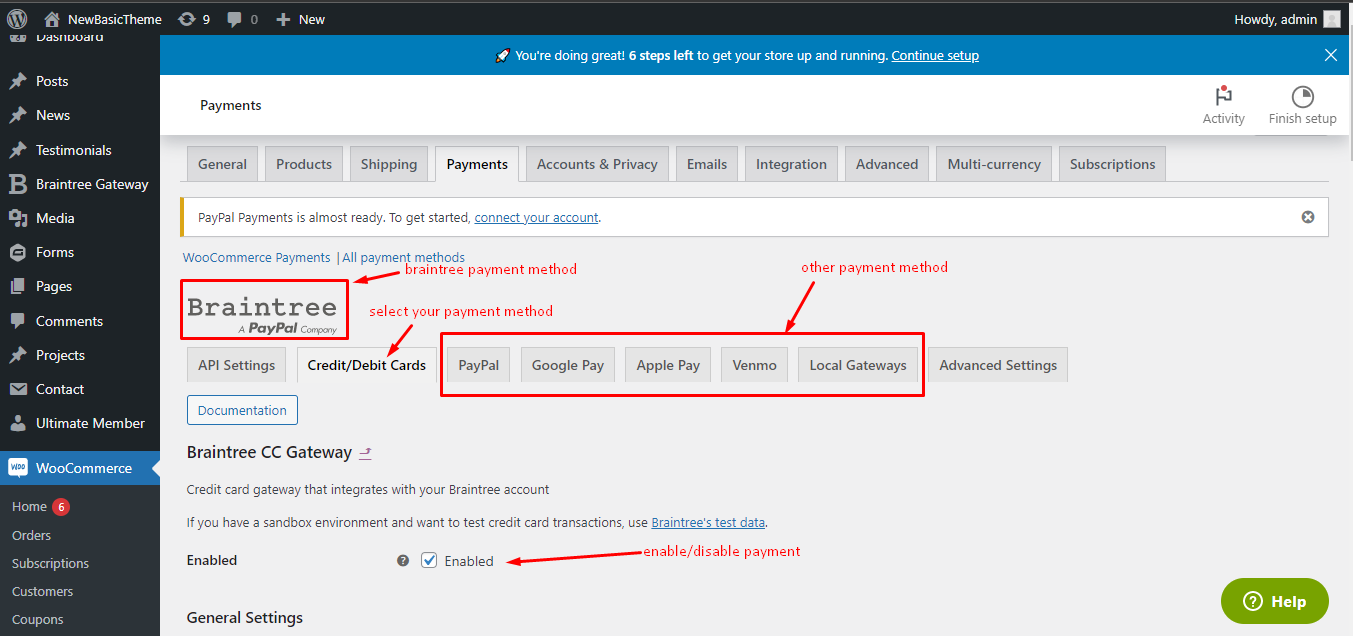 NewBasicTheme 9 0 New Howdy, admin
Dashboard
🚀 You're doing great! 6 steps left to get your store up and running. Continue setup
Posts
News
Testimonials
Braintree Gateway
Media
Forms
Pages
Comments
Projects
Contact
Ultimate Member
WooCommerce
Home 6
Orders
Subscriptions
Customers
Coupons
Payments
Activity
Finish setup
General Products Shipping Payments Accounts & Privacy Emails Integration Advanced Multi-currency Subscriptions
PayPal Payments is almost ready. To get started, connect your account.
WooCommerce Payments | All payment methods
braintree payment method
other payment method
Braintree
A PayPal Company
select your payment method
API Settings Credit/Debit Cards PayPal Google Pay Apple Pay Venmo Local Gateways Advanced Settings
Documentation
Braintree CC Gateway
Credit card gateway that integrates with your Braintree account
If you have a sandbox environment and want to test credit card transactions, use Braintree's test data.
Enabled ? Enabled
enable/disable payment
General Settings
? Help